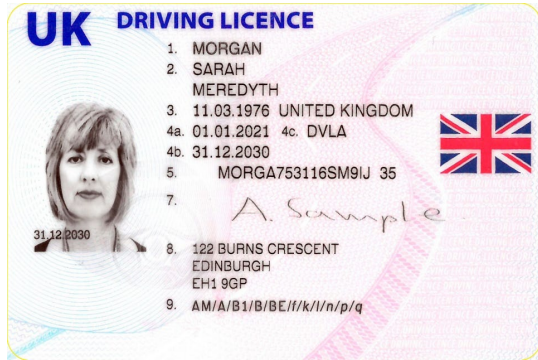 UK DRIVING LICENCE
1. MORGAN
2. SARAH
MEREDYTH
3. 11.03.1976 UNITED KINGDOM
4a. 01.01.2021 4c. DVLA
4b. 31.12.2030
5. MORGA753116SM9IJ 35
7. A. Sample
31.12.2030
8. 122 BURNS CRESCENT
EDINBURGH
EH1 9GP
9. AM/A/B1/B/BE/f/k/l/n/p/q